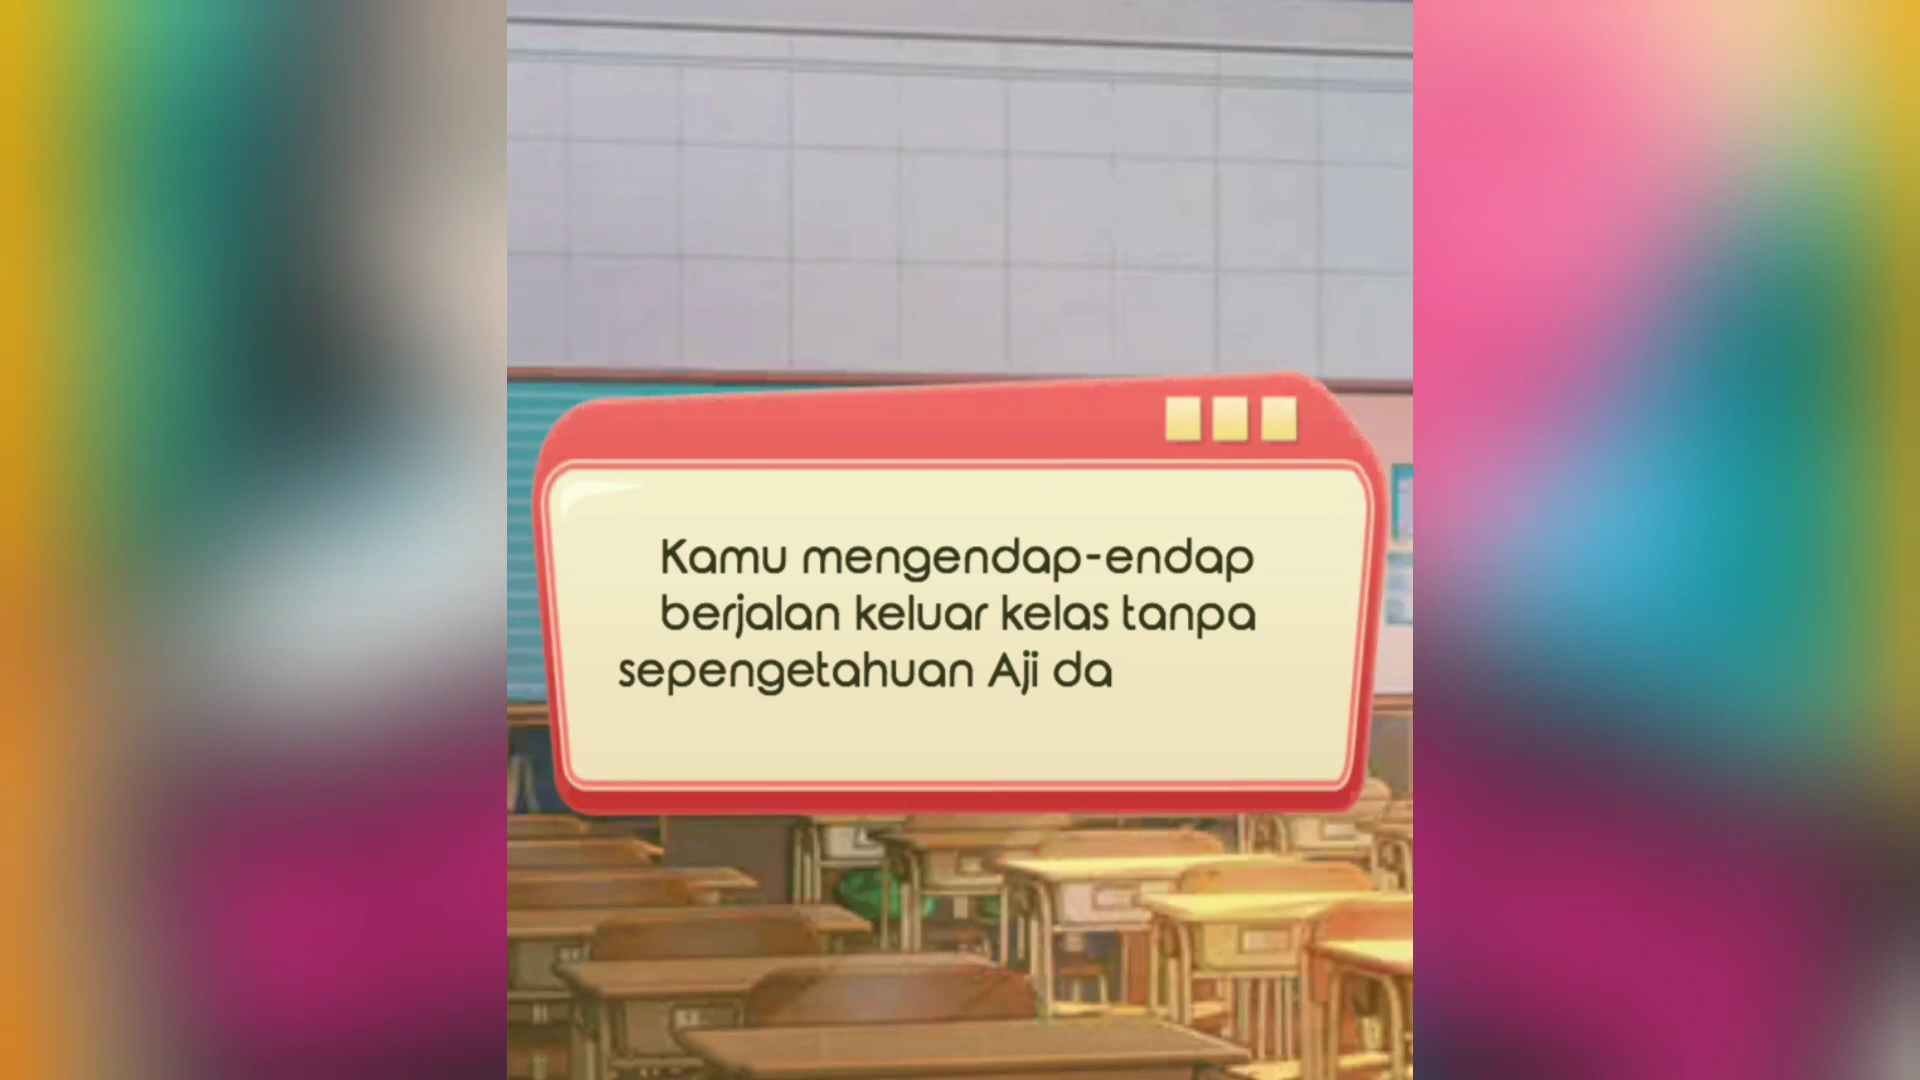 Kamu mengendap-endap
berjalan keluar kelas tanpa
sepengetahuan Aji da